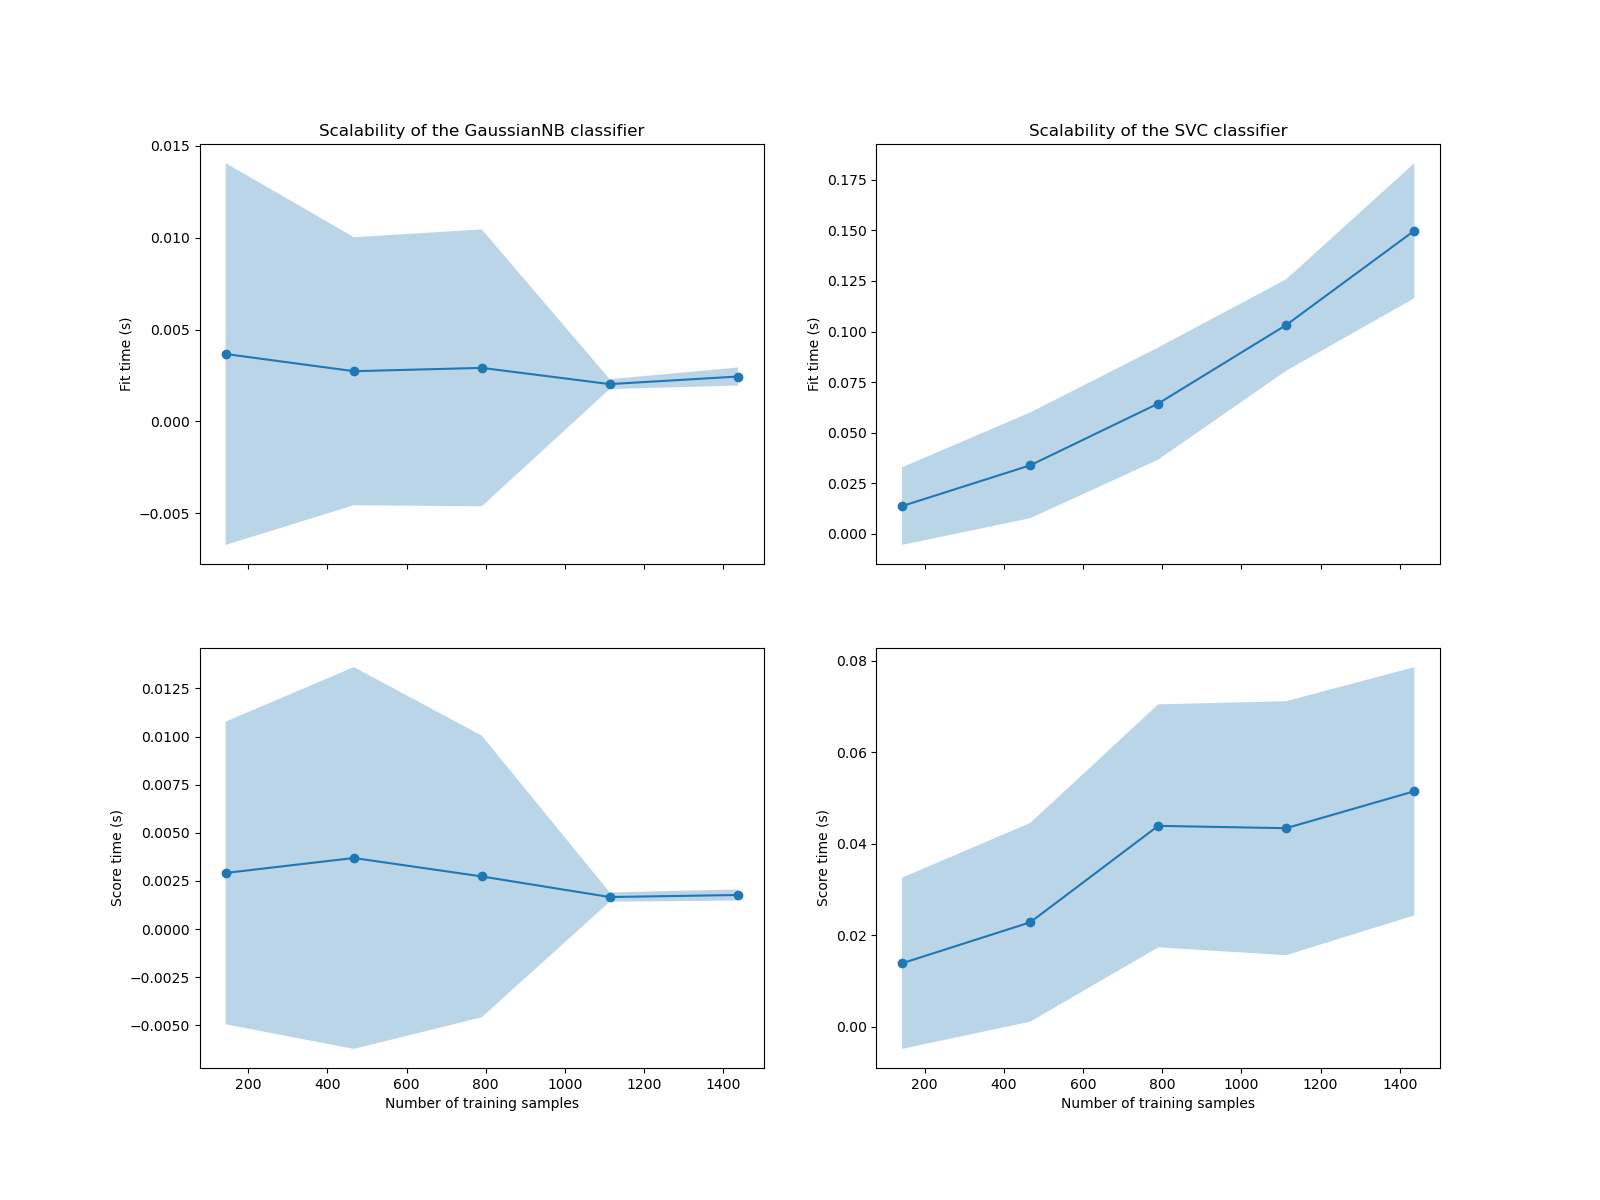 Scalability of the GaussianNB classifier
0.015
0.010
0.005
0.000
−0.005
Fit time (s)
Scalability of the SVC classifier
0.175
0.150
0.125
0.100
0.075
0.050
0.025
0.000
Fit time (s)
0.0125
0.0100
0.0075
0.0050
0.0025
0.0000
−0.0025
−0.0050
Score time (s)
200 400 600 800 1000 1200 1400
Number of training samples
0.08
0.06
0.04
0.02
0.00
Score time (s)
200 400 600 800 1000 1200 1400
Number of training samples